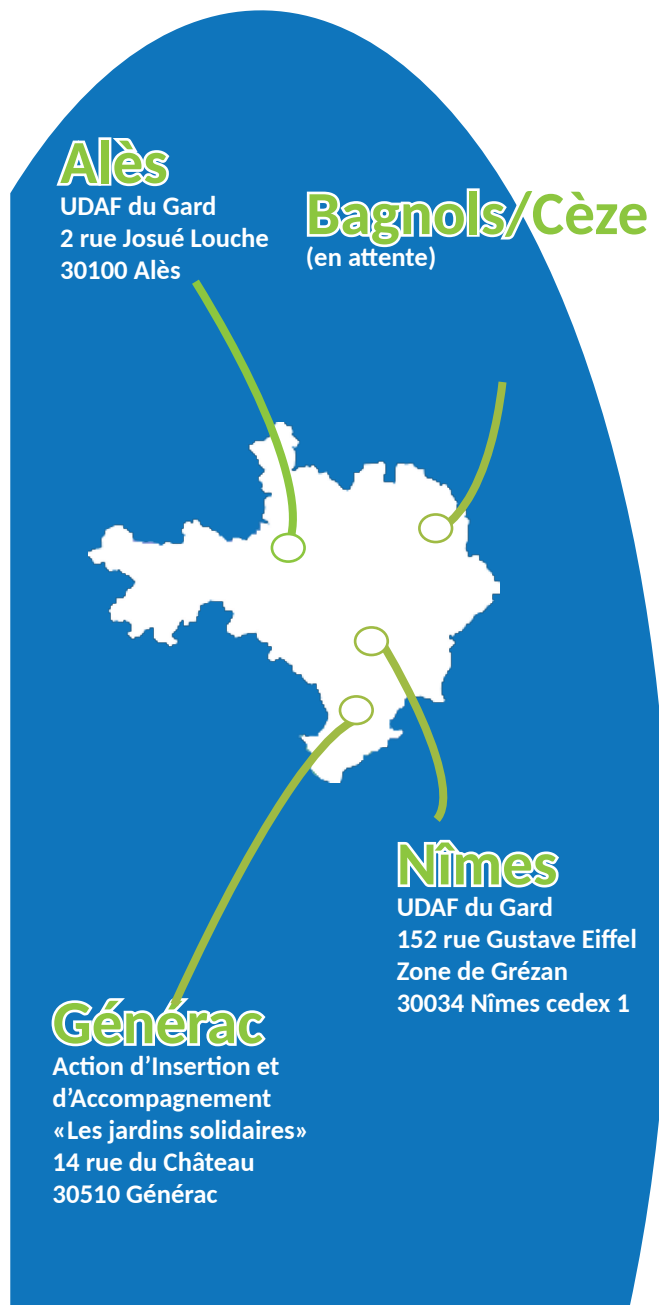 Alès
UDAF du Gard
2 rue Josué Louche
30100 Alès
Bagnols/Cèze
(en attente)
Nîmes
UDAF du Gard
152 rue Gustave Eiffel
Zone de Grézan
30034 Nîmes cedex 1
Générac
Action d’Insertion et
d’Accompagnement
«Les jardins solidaires»
14 rue du Château
30510 Générac